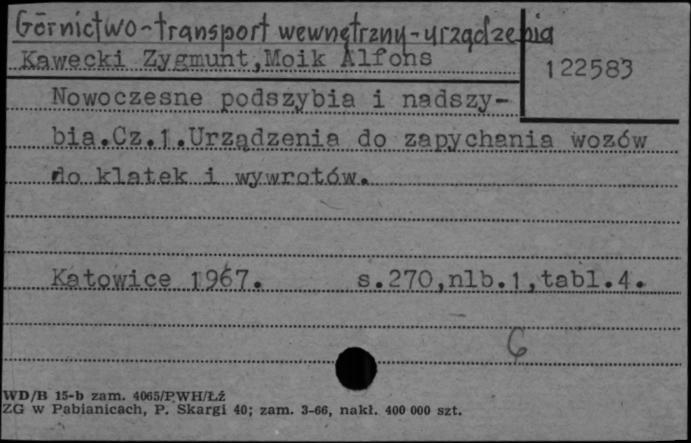 Górnictwo-transport wewnętrzny-urządzenia
Kawecki Zygmunt,Moik Alfons
122583
Nowoczesne podszybia i nadszy-
bia.Cz.1.Urządzenia do zapychania wozów
do klatek i wywrotów.
Katowice 1967. s.270,nlb.1,tabl.4.
G
WD/B 15-b zam. 4065/PWH/Łź
ZG w Pabianicach, P. Skargi 40; zam. 3-66, nakł. 400 000 szt.